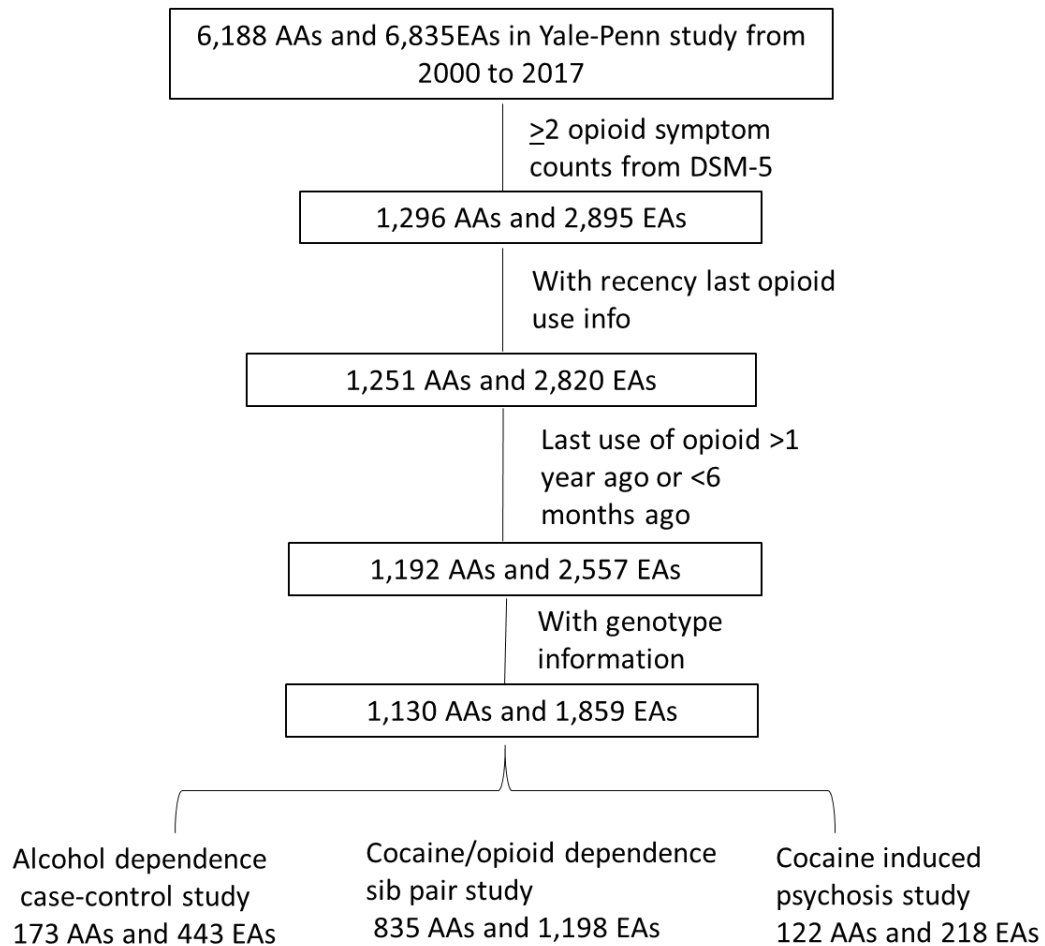 6,188 AAs and 6,835EAs in Yale-Penn study from
2000 to 2017
>2 opioid symptom
counts from DSM-5
1,296 AAs and 2,895 EAs
With recency last opioid
use info
1,251 AAs and 2,820 EAs
Last use of opioid >1
year ago or <6
months ago
1,192 AAs and 2,557 EAs
With genotype
information
1,130 AAs and 1,859 EAs
Alcohol dependence
case-control study
173 AAs and 443 EAs
Cocaine/opioid dependence
sib pair study
835 AAs and 1,198 EAs
Cocaine induced
psychosis study
122 AAs and 218 EAs